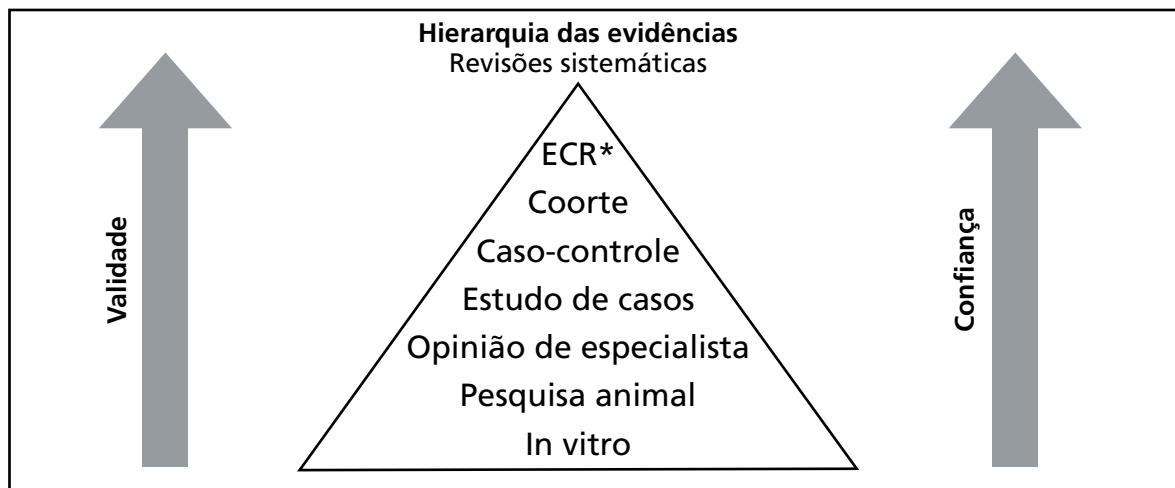 Hierarquia das evidências
Revisões sistemáticas
ECR*
Coorte
Caso-controle
Estudo de casos
Opinião de especialista
Pesquisa animal
In vitro
Validade
Confiança